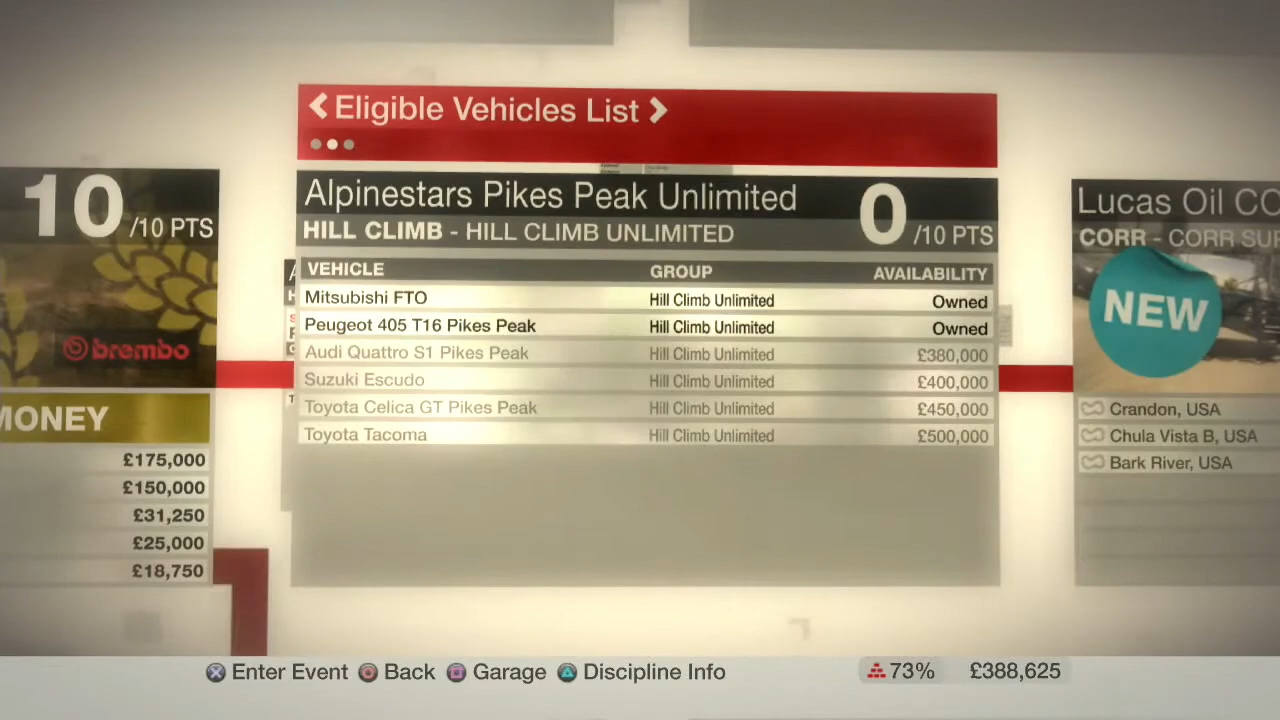 Eligible Vehicles List
10 /10 PTS
brembo
MONEY
£175,000
£150,000
£31,250
£25,000
£18,750
Alpinestars Pikes Peak Unlimited
HILL CLIMB - HILL CLIMB UNLIMITED
0 /10 PTS
VEHICLE GROUP AVAILABILITY
Mitsubishi FTO Hill Climb Unlimited Owned
Peugeot 405 T16 Pikes Peak Hill Climb Unlimited Owned
Audi Quattro S1 Pikes Peak Hill Climb Unlimited £380,000
Suzuki Escudo Hill Climb Unlimited £400,000
Toyota Celica GT Pikes Peak Hill Climb Unlimited £450,000
Toyota Tacoma Hill Climb Unlimited £500,000
Lucas Oil CO
CORR - CORR SU
NEW
Crandon, USA
Chula Vista B, USA
Bark River, USA
Enter Event Back Garage Discipline Info 73% £388,625